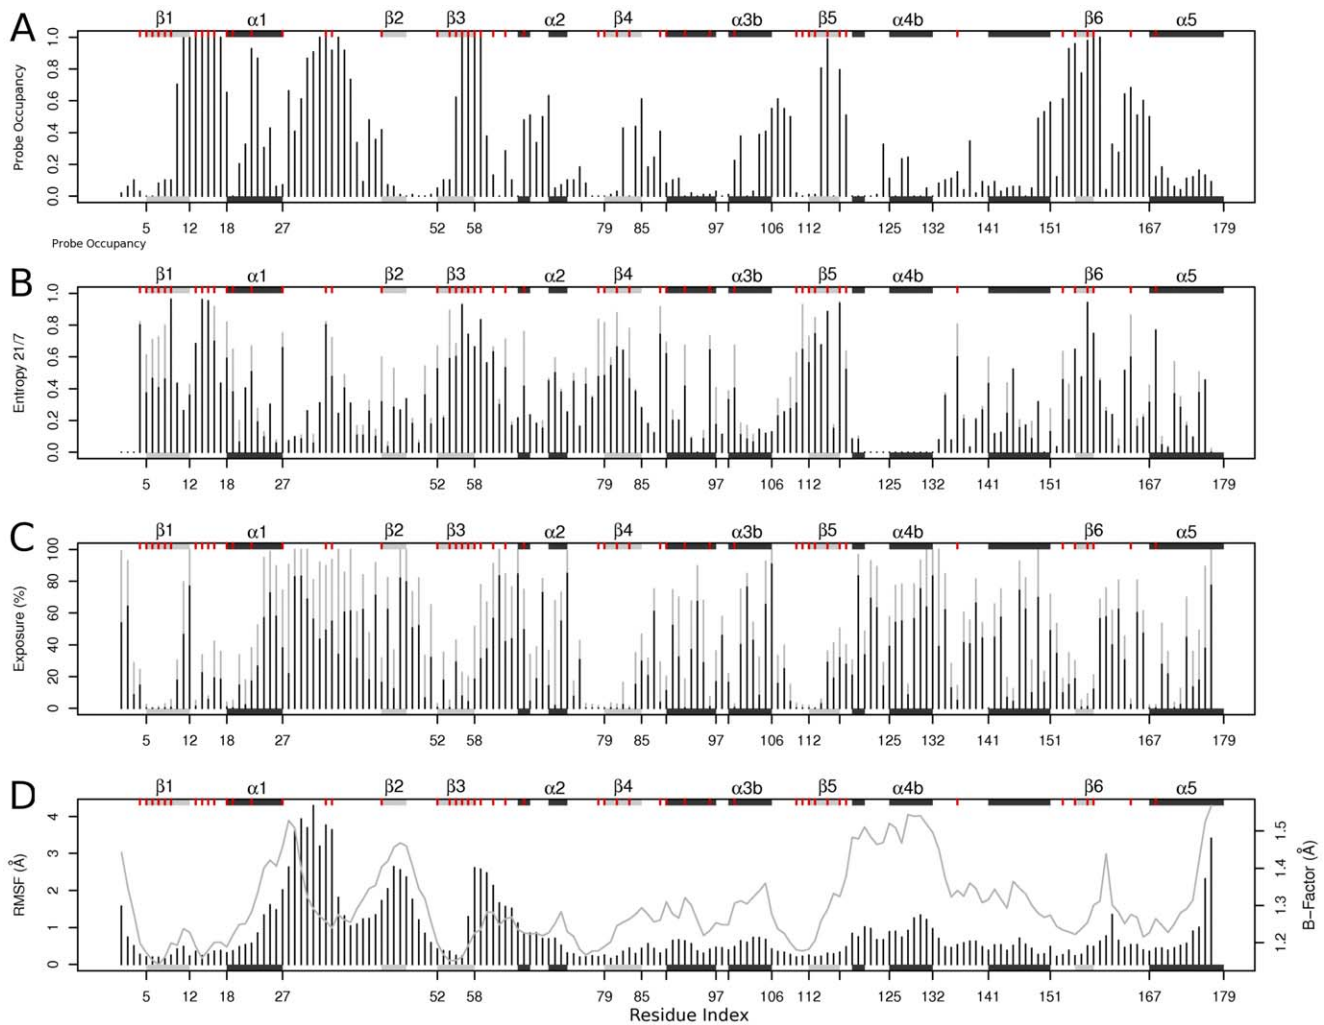 A
β1 α1 β2 β3 α2 β4 α3b β5 α4b β6 α5
Probe Occupancy
1.0
0.8
0.6
0.4
0.2
0.0
5 12 18 27 52 58 79 85 97 106 112 125 132 141 151 167 179
Probe Occupancy
B
β1 α1 β2 β3 α2 β4 α3b β5 α4b β6 α5
Entropy 21/7
1.0
0.8
0.6
0.4
0.2
0.0
5 12 18 27 52 58 79 85 97 106 112 125 132 141 151 167 179
C
β1 α1 β2 β3 α2 β4 α3b β5 α4b β6 α5
Exposure (%)
100
80
60
40
20
0
5 12 18 27 52 58 79 85 97 106 112 125 132 141 151 167 179
D
β1 α1 β2 β3 α2 β4 α3b β5 α4b β6 α5
RMSF (Å)
4
3
2
1
0
1.5
1.4
1.3
1.2
B-Factor (Å)
5 12 18 27 52 58 79 85 97 106 112 125 132 141 151 167 179
Residue Index